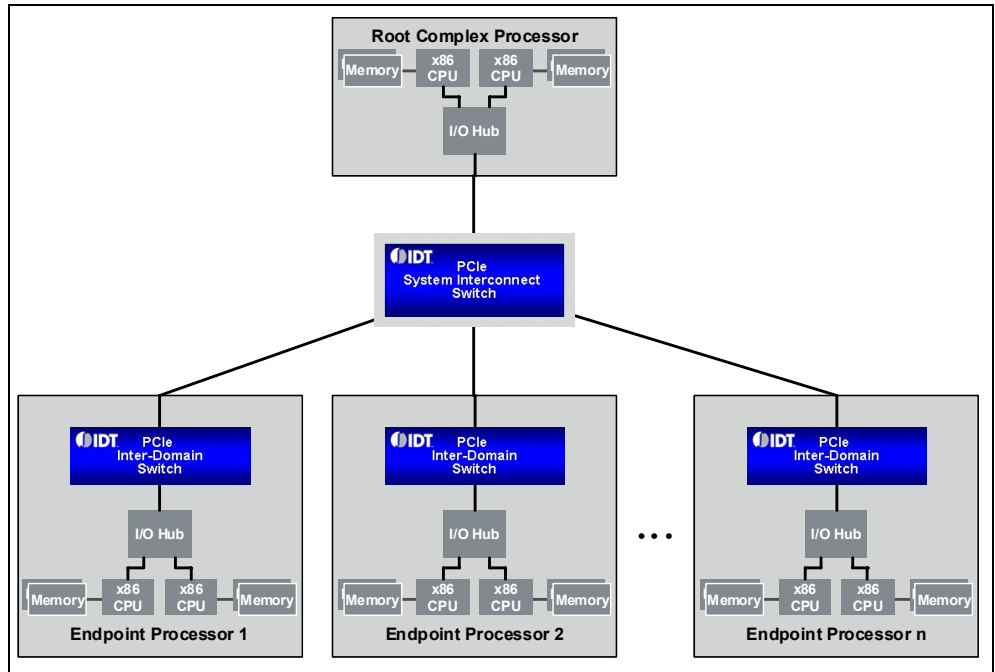 Root Complex Processor
Memory
x86
CPU
x86
CPU
Memory
I/O Hub
IDT
PCIe
System Interconnect
Switch
IDT
PCIe
Inter-Domain
Switch
I/O Hub
Memory
x86
CPU
x86
CPU
Memory
Endpoint Processor 1
IDT
PCIe
Inter-Domain
Switch
I/O Hub
Memory
x86
CPU
x86
CPU
Memory
Endpoint Processor 2
...
IDT
PCIe
Inter-Domain
Switch
I/O Hub
Memory
x86
CPU
x86
CPU
Memory
Endpoint Processor n